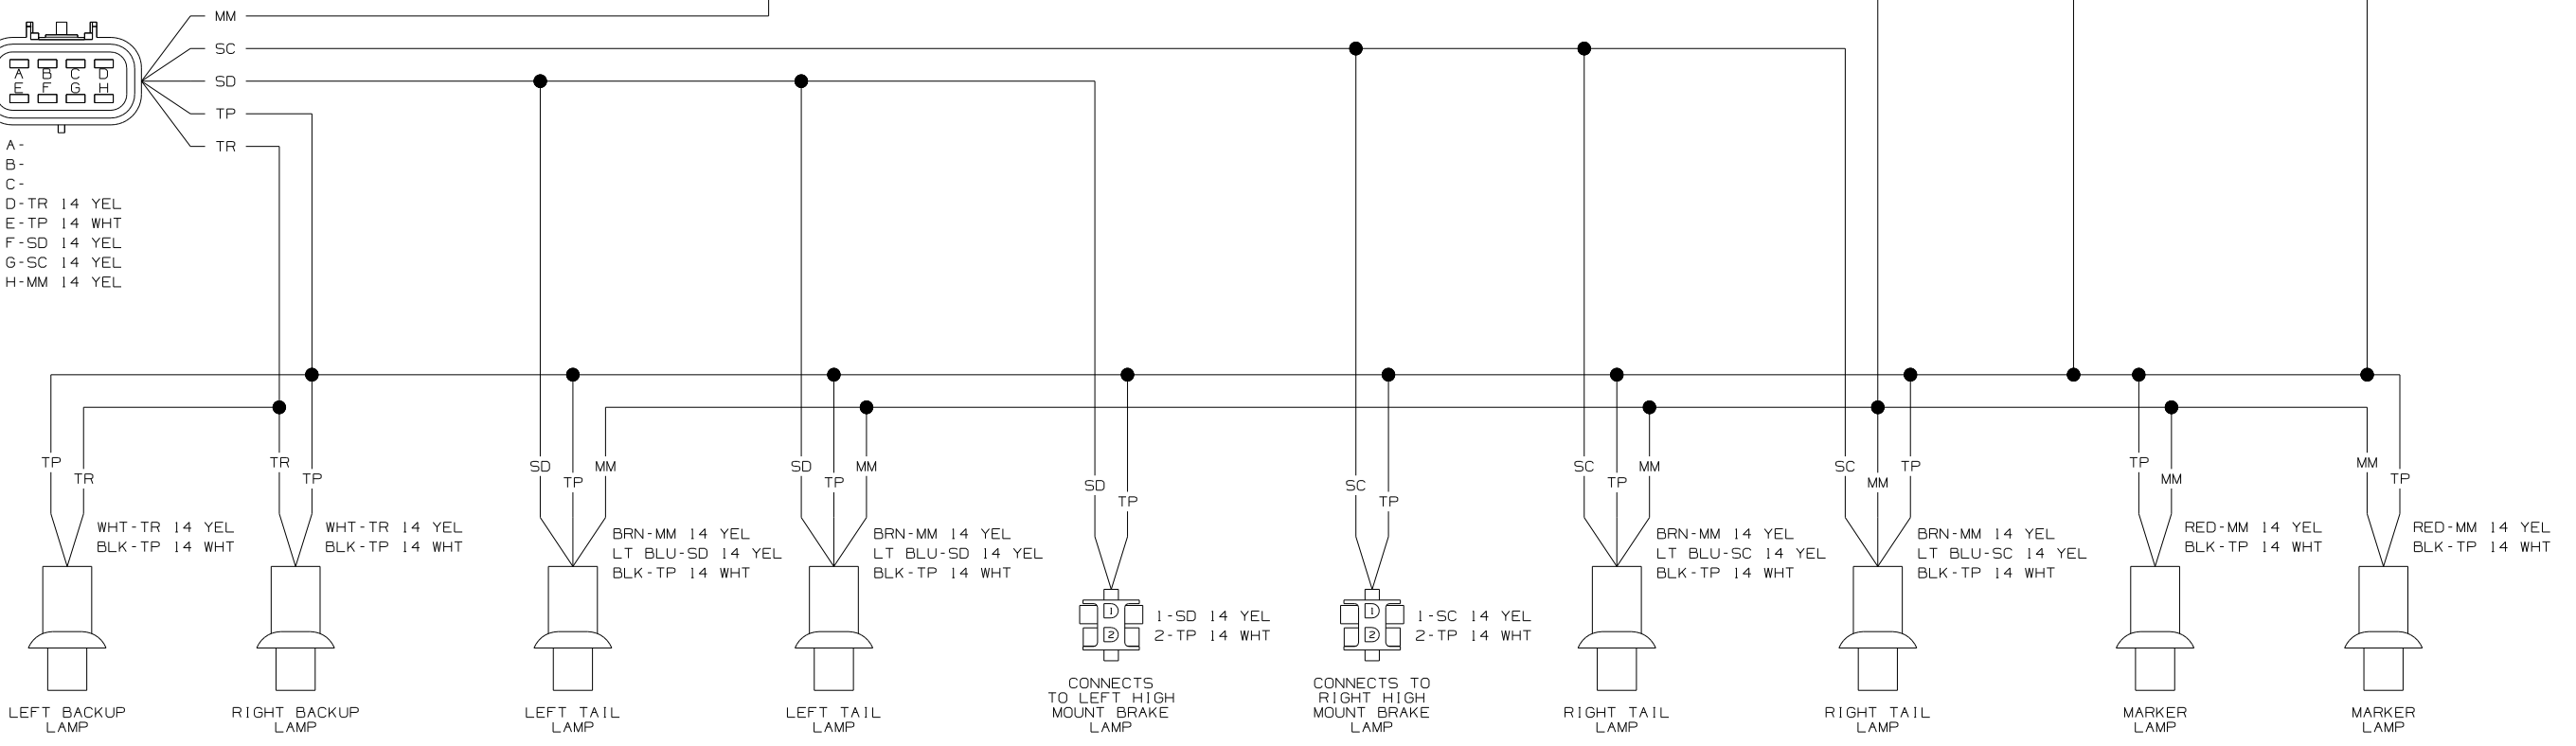 MM
SC
SD
TP
TR
A B C D
E F G H
A-
B-
C-
D-TR 14 YEL
E-TP 14 WHT
F-SD 14 YEL
G-SC 14 YEL
H-MM 14 YEL
TP
TR
WHT-TR 14 YEL
BLK-TP 14 WHT
LEFT BACKUP
LAMP
TR
TP
WHT-TR 14 YEL
BLK-TP 14 WHT
RIGHT BACKUP
LAMP
SD
TP
MM
BRN-MM 14 YEL
LT BLU-SD 14 YEL
BLK-TP 14 WHT
LEFT TAIL
LAMP
SD
TP
MM
BRN-MM 14 YEL
LT BLU-SD 14 YEL
BLK-TP 14 WHT
LEFT TAIL
LAMP
SD
TP
1
2
1-SD 14 YEL
2-TP 14 WHT
CONNECTS
TO LEFT HIGH
MOUNT BRAKE
LAMP
SC
TP
1
2
1-SC 14 YEL
2-TP 14 WHT
CONNECTS TO
RIGHT HIGH
MOUNT BRAKE
LAMP
SC
TP
MM
BRN-MM 14 YEL
LT BLU-SC 14 YEL
BLK-TP 14 WHT
RIGHT TAIL
LAMP
SC
MM
TP
BRN-MM 14 YEL
LT BLU-SC 14 YEL
BLK-TP 14 WHT
RIGHT TAIL
LAMP
TP
MM
RED-MM 14 YEL
BLK-TP 14 WHT
MARKER
LAMP
MM
TP
RED-MM 14 YEL
BLK-TP 14 WHT
MARKER
LAMP